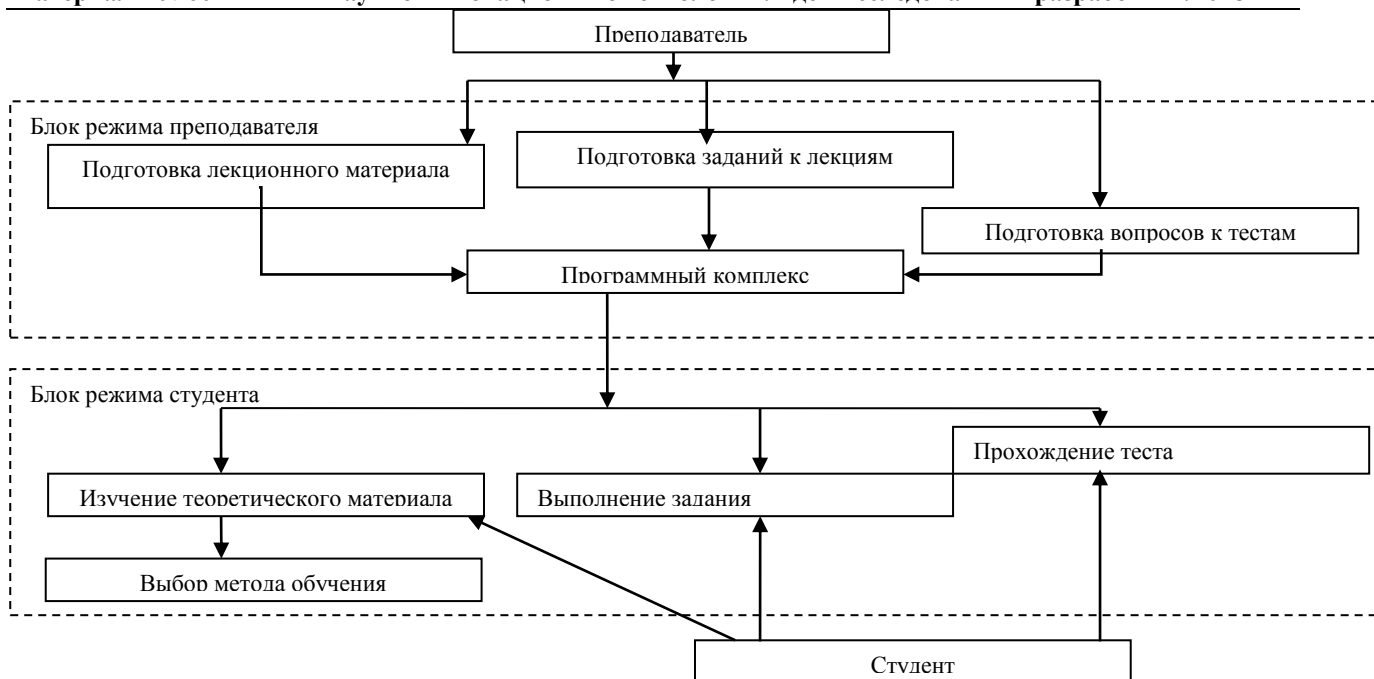 Преподаватель
Блок режима преподавателя
Подготовка лекционного материала
Подготовка заданий к лекциям
Подготовка вопросов к тестам
Программный комплекс
Блок режима студента
Прохождение теста
Изучение теоретического материала
Выполнение задания
Выбор метода обучения
Студент